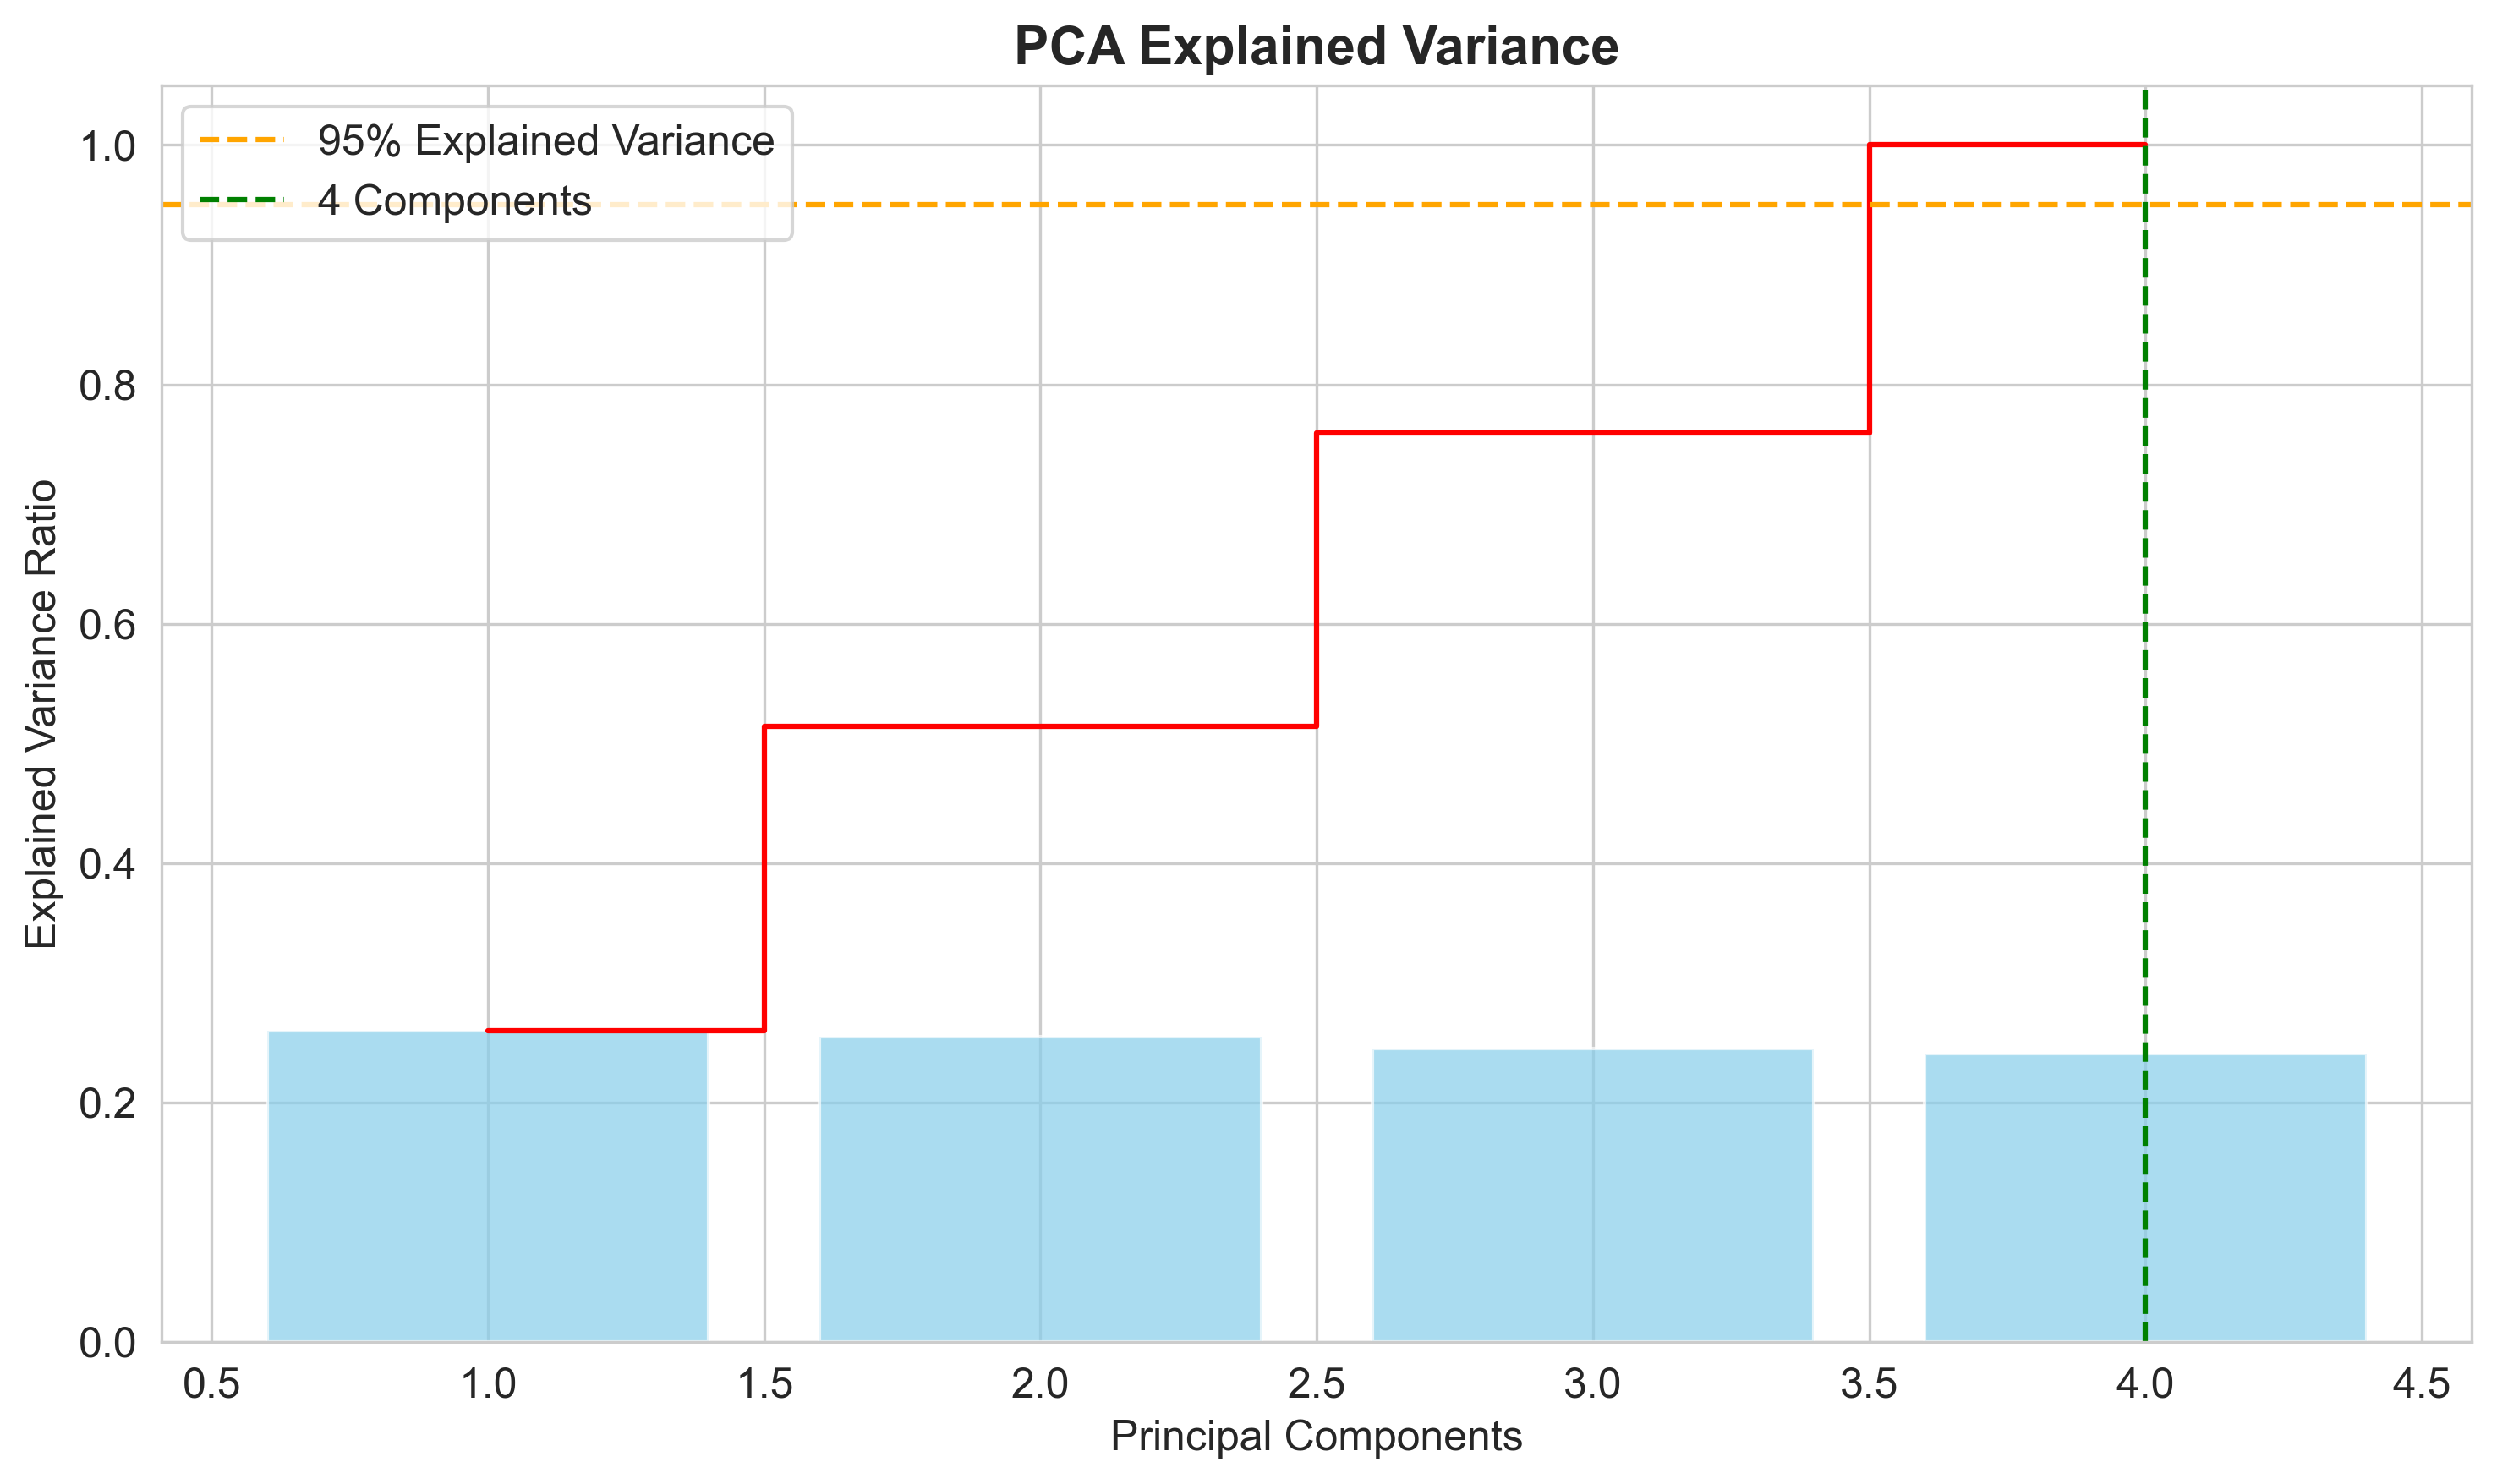 PCA Explained Variance
95% Explained Variance
4 Components
Explained Variance Ratio
1.0
0.8
0.6
0.4
0.2
0.0
0.5 1.0 1.5 2.0 2.5 3.0 3.5 4.0 4.5
Principal Components